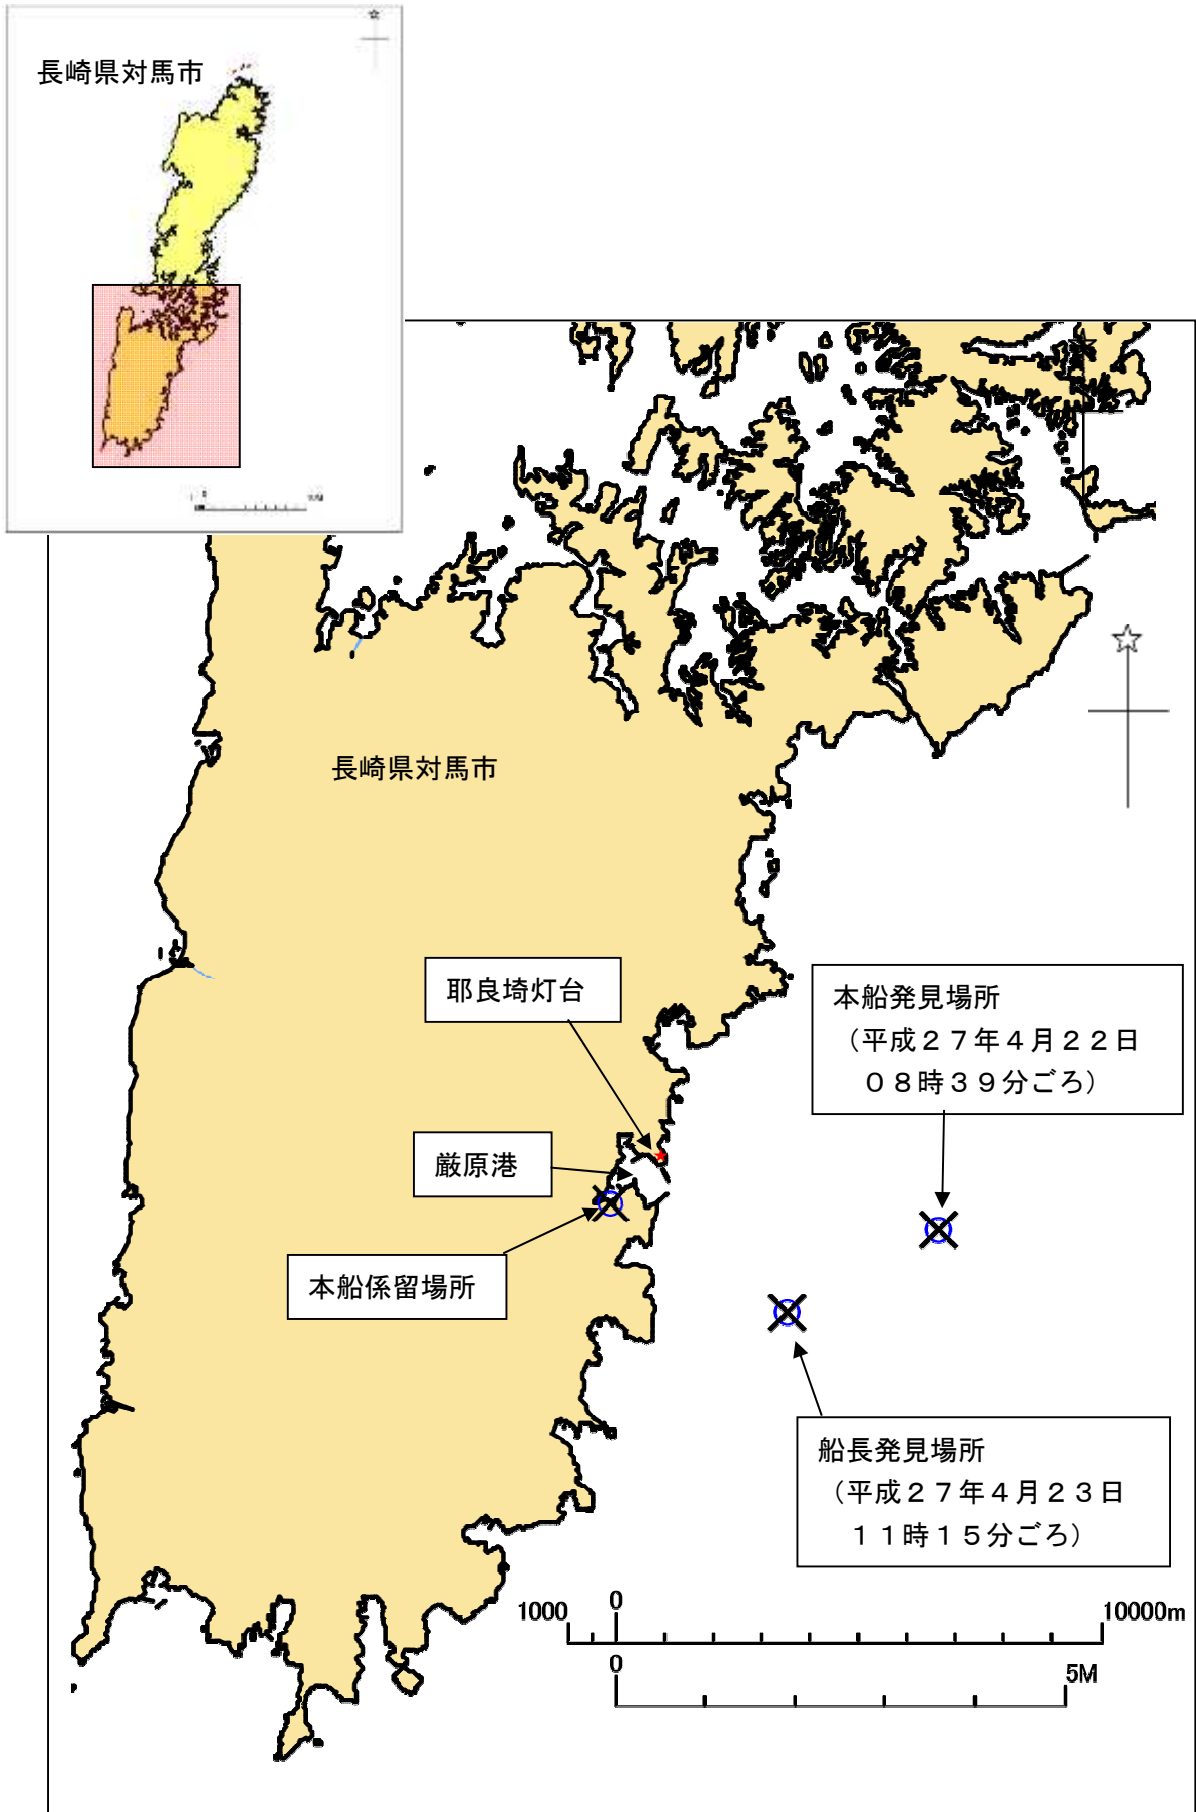 長崎県対馬市
長崎県対馬市
耶良埼灯台
本船発見場所
（平成２７年４月２２日
０８時３９分ごろ）
厳原港
本船係留場所
船長発見場所
（平成２７年４月２３日
１１時１５分ごろ）
1000 0 10000m
0 5M